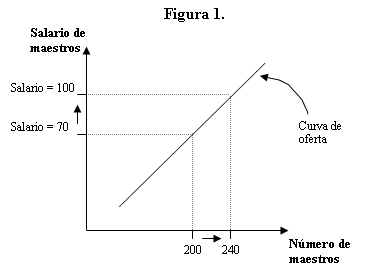 Figura 1.
Salario de
maestros
Salario = 100
Salario = 70
Curva de
oferta
200
240
Número de
maestros